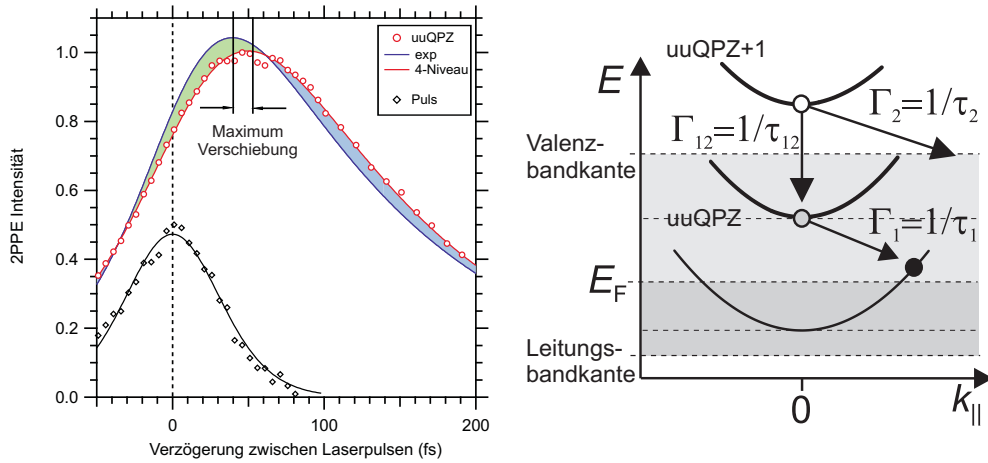 2PPE Intensität
1.0
0.8
0.6
0.4
0.2
0.0
0
100
200
Verzögerung zwischen Laserpulsen (fs)
Maximum
Verschiebung
uuQPZ
exp
4-Niveau
Puls
E
uuQPZ+1
Γ₂=1/τ₂
Γ₁₂=1/τ₁₂
Valenz-
bandkante
uuQPZ
Γ₁=1/τ₁
E_F
Leitungs-
bandkante
0
k_||